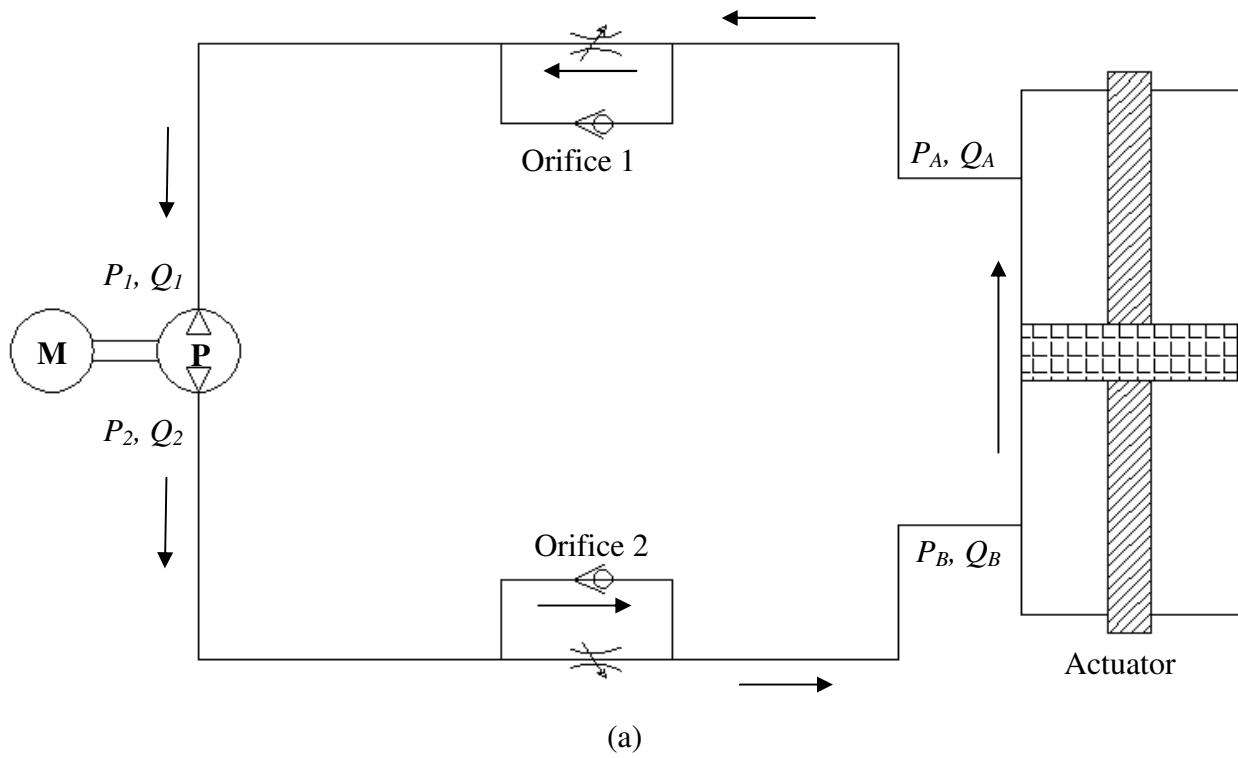 Orifice 1
P_A, Q_A
P_1, Q_1
M
P
P_2, Q_2
Orifice 2
P_B, Q_B
Actuator
(a)